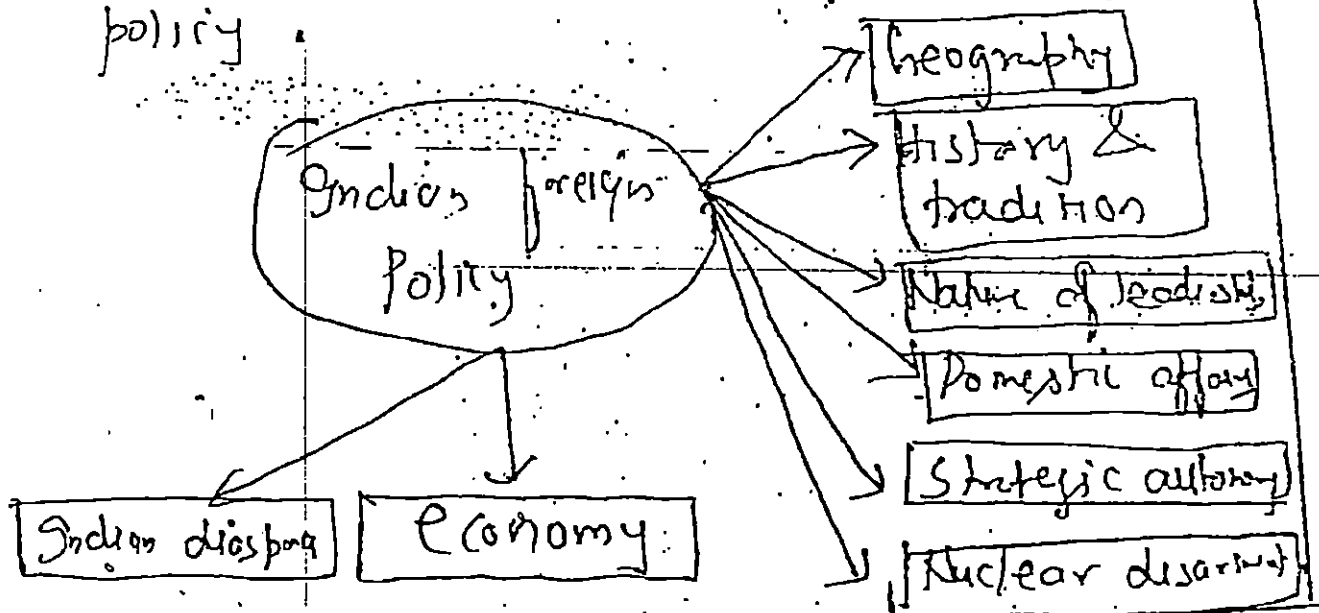 policy
Geography
History &
tradition
Indian foreign
Policy
Nature of leadership
Domestic affairs
Strategic autonomy
Nuclear disarmament
Indian diaspora
economy